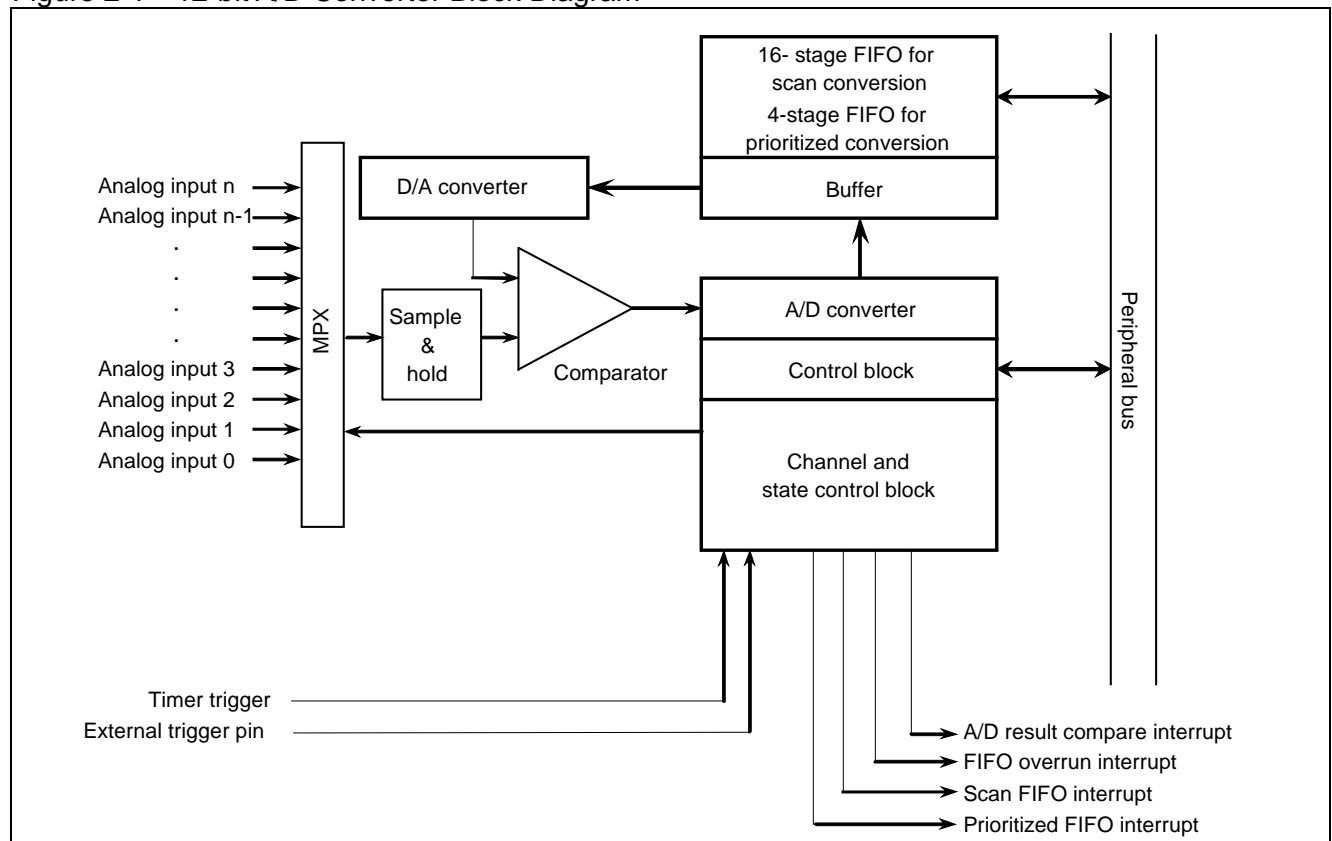 16- stage FIFO for
scan conversion
4-stage FIFO for
prioritized conversion
Buffer
D/A converter
Analog input n
Analog input n-1
.
.
.
.
Analog input 3
Analog input 2
Analog input 1
Analog input 0
MPX
Sample
&
hold
Comparator
A/D converter
Control block
Channel and
state control block
Peripheral bus
Timer trigger
External trigger pin
A/D result compare interrupt
FIFO overrun interrupt
Scan FIFO interrupt
Prioritized FIFO interrupt